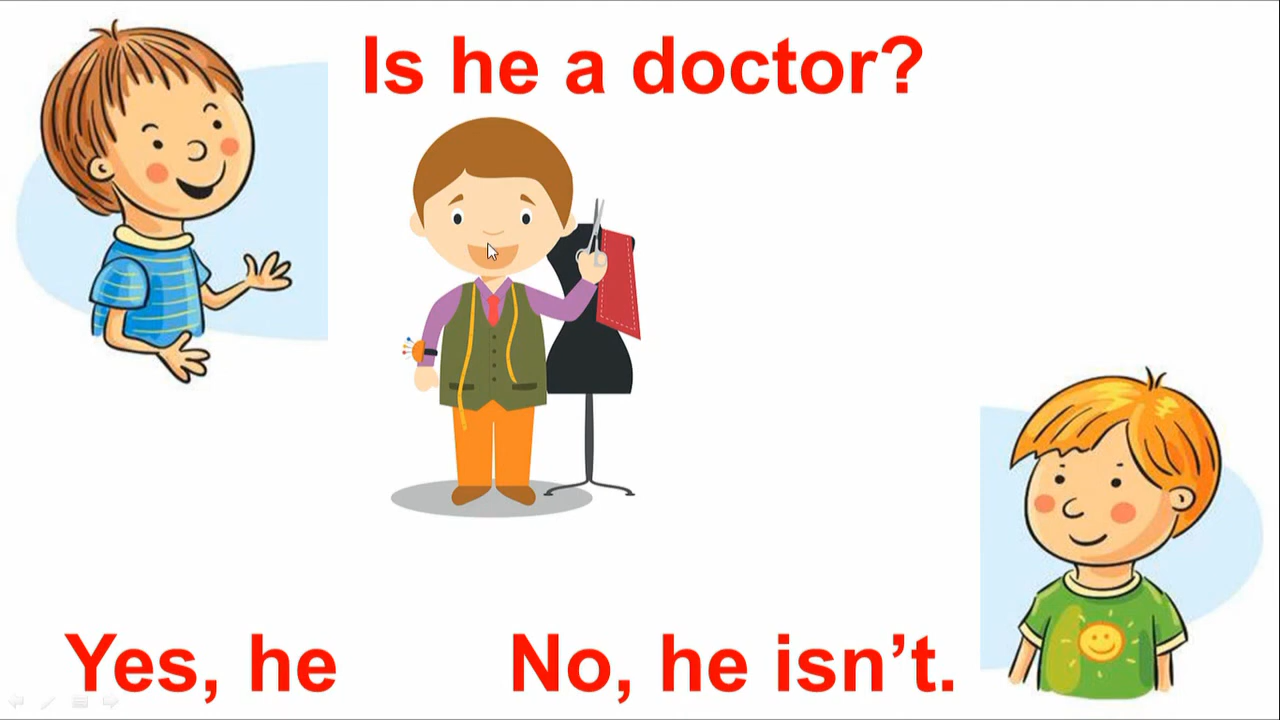 Is he a doctor?
Yes, he
No, he isn’t.